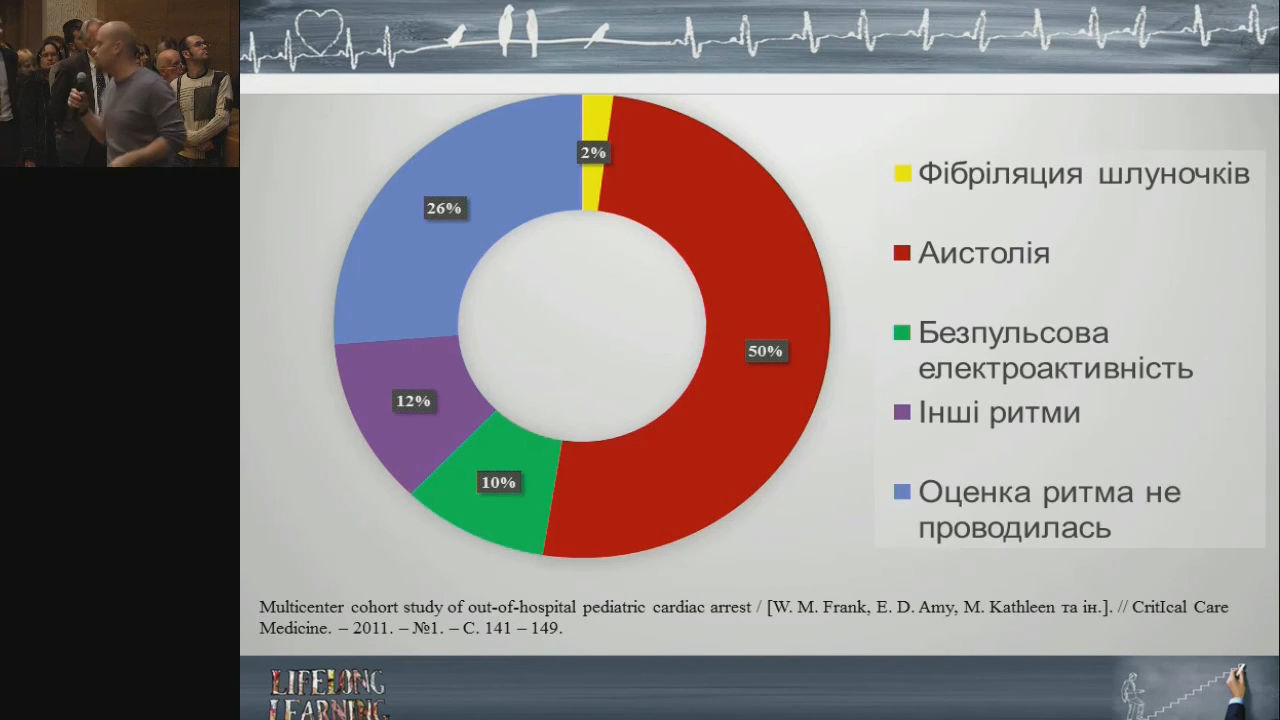 2%
26%
50%
12%
10%
Фібріляция шлуночків
Аистолія
Безпульсова
електроактивність
Інші ритми
Оценка ритма не
проводилась
Multicenter cohort study of out-of-hospital pediatric cardiac arrest / [W. M. Frank, E. D. Amy, M. Kathleen та ін.]. // CritIcal Care
Medicine. – 2011. – №1. – С. 141 – 149.
LIFELONG
LEARNING